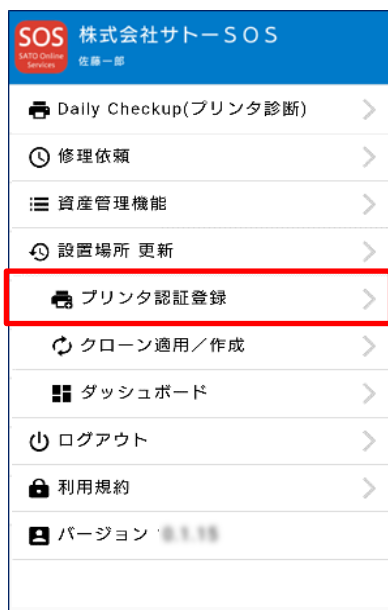 SOS
SATO Online
Services
株式会社サトーＳＯＳ
佐藤一郎
Daily Checkup(プリンタ診断)
修理依頼
資産管理機能
設置場所 更新
プリンタ認証登録
クローン適用／作成
ダッシュボード
ログアウト
利用規約
バージョン